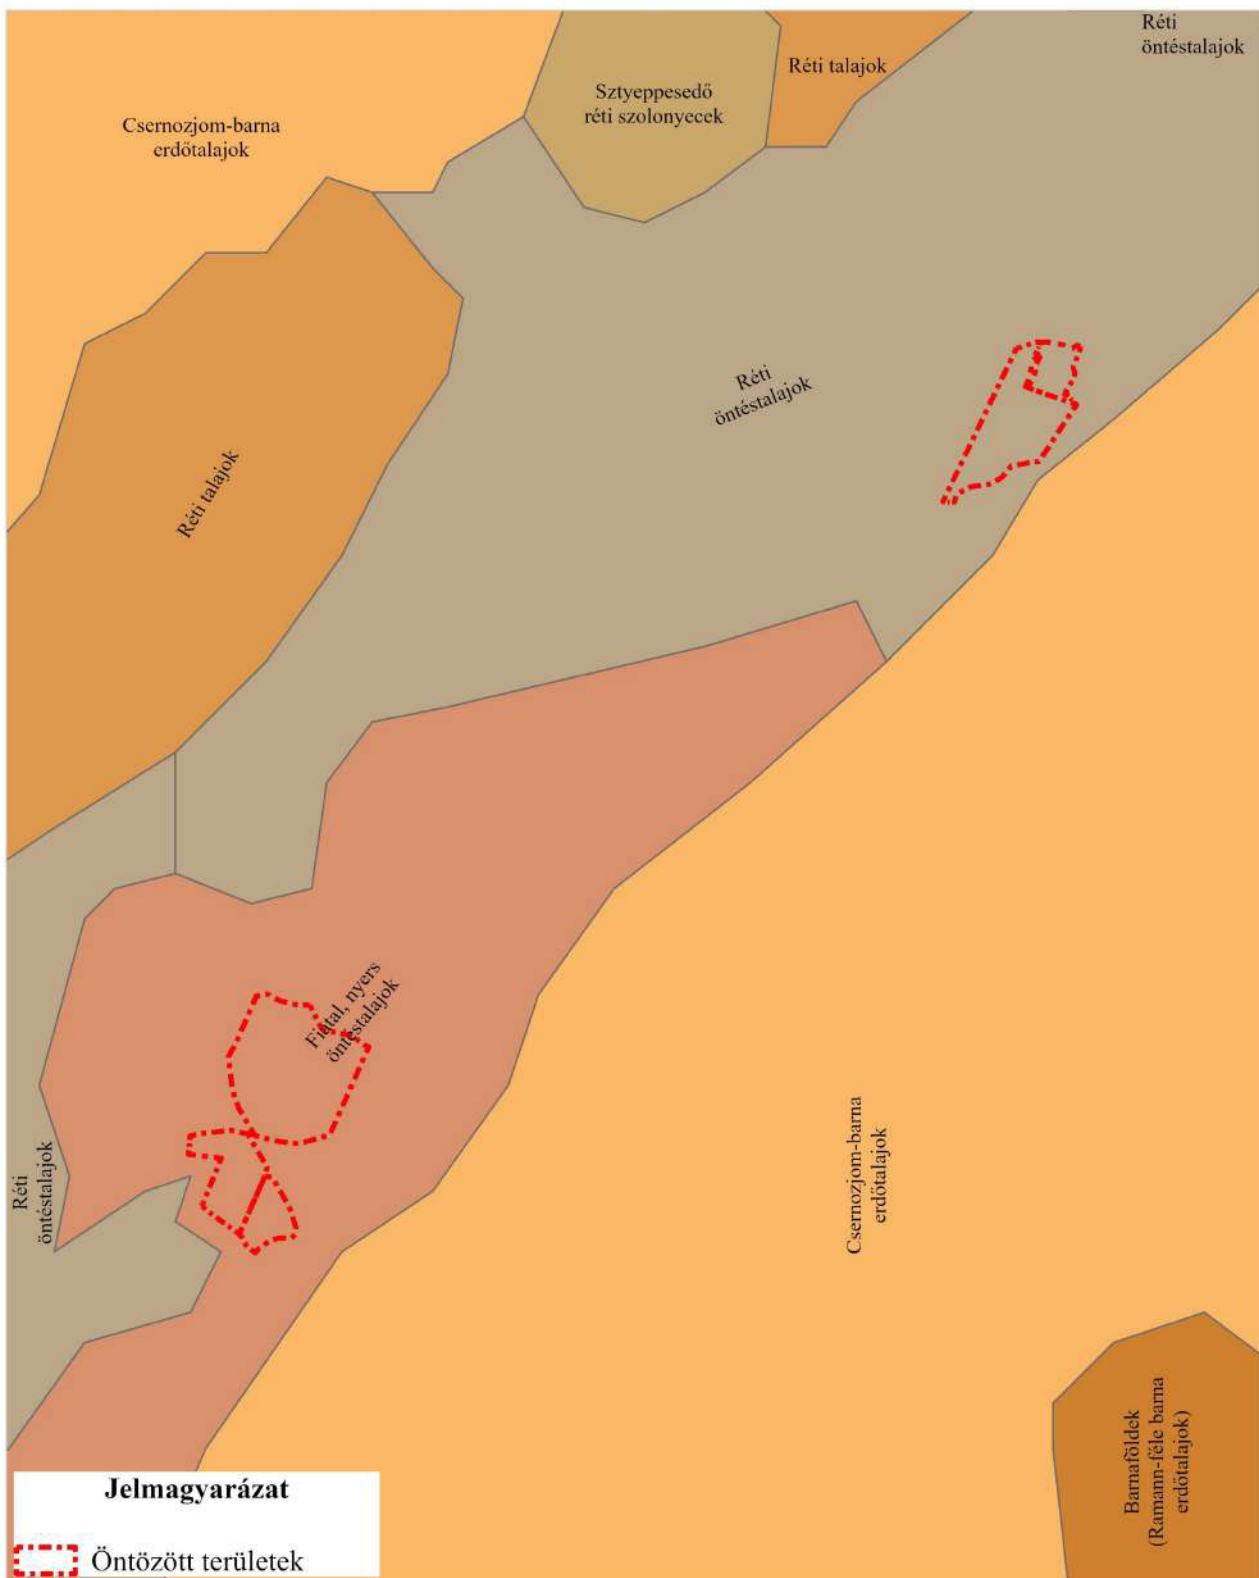 Réti
öntéstalajok
Réti talajok
Sztyeppesedő
réti szolonyecek
Csernozjom-barna
erdőtalajok
Réti
öntéstalajok
Réti talajok
Fiatal, nyers
öntéstalajok
Réti
öntéstalajok
Csernozjom-barna
erdőtalajok
Barnaföldek
(Ramann-féle barna
erdőtalajok)
Jelmagyarázat
Öntözött területek